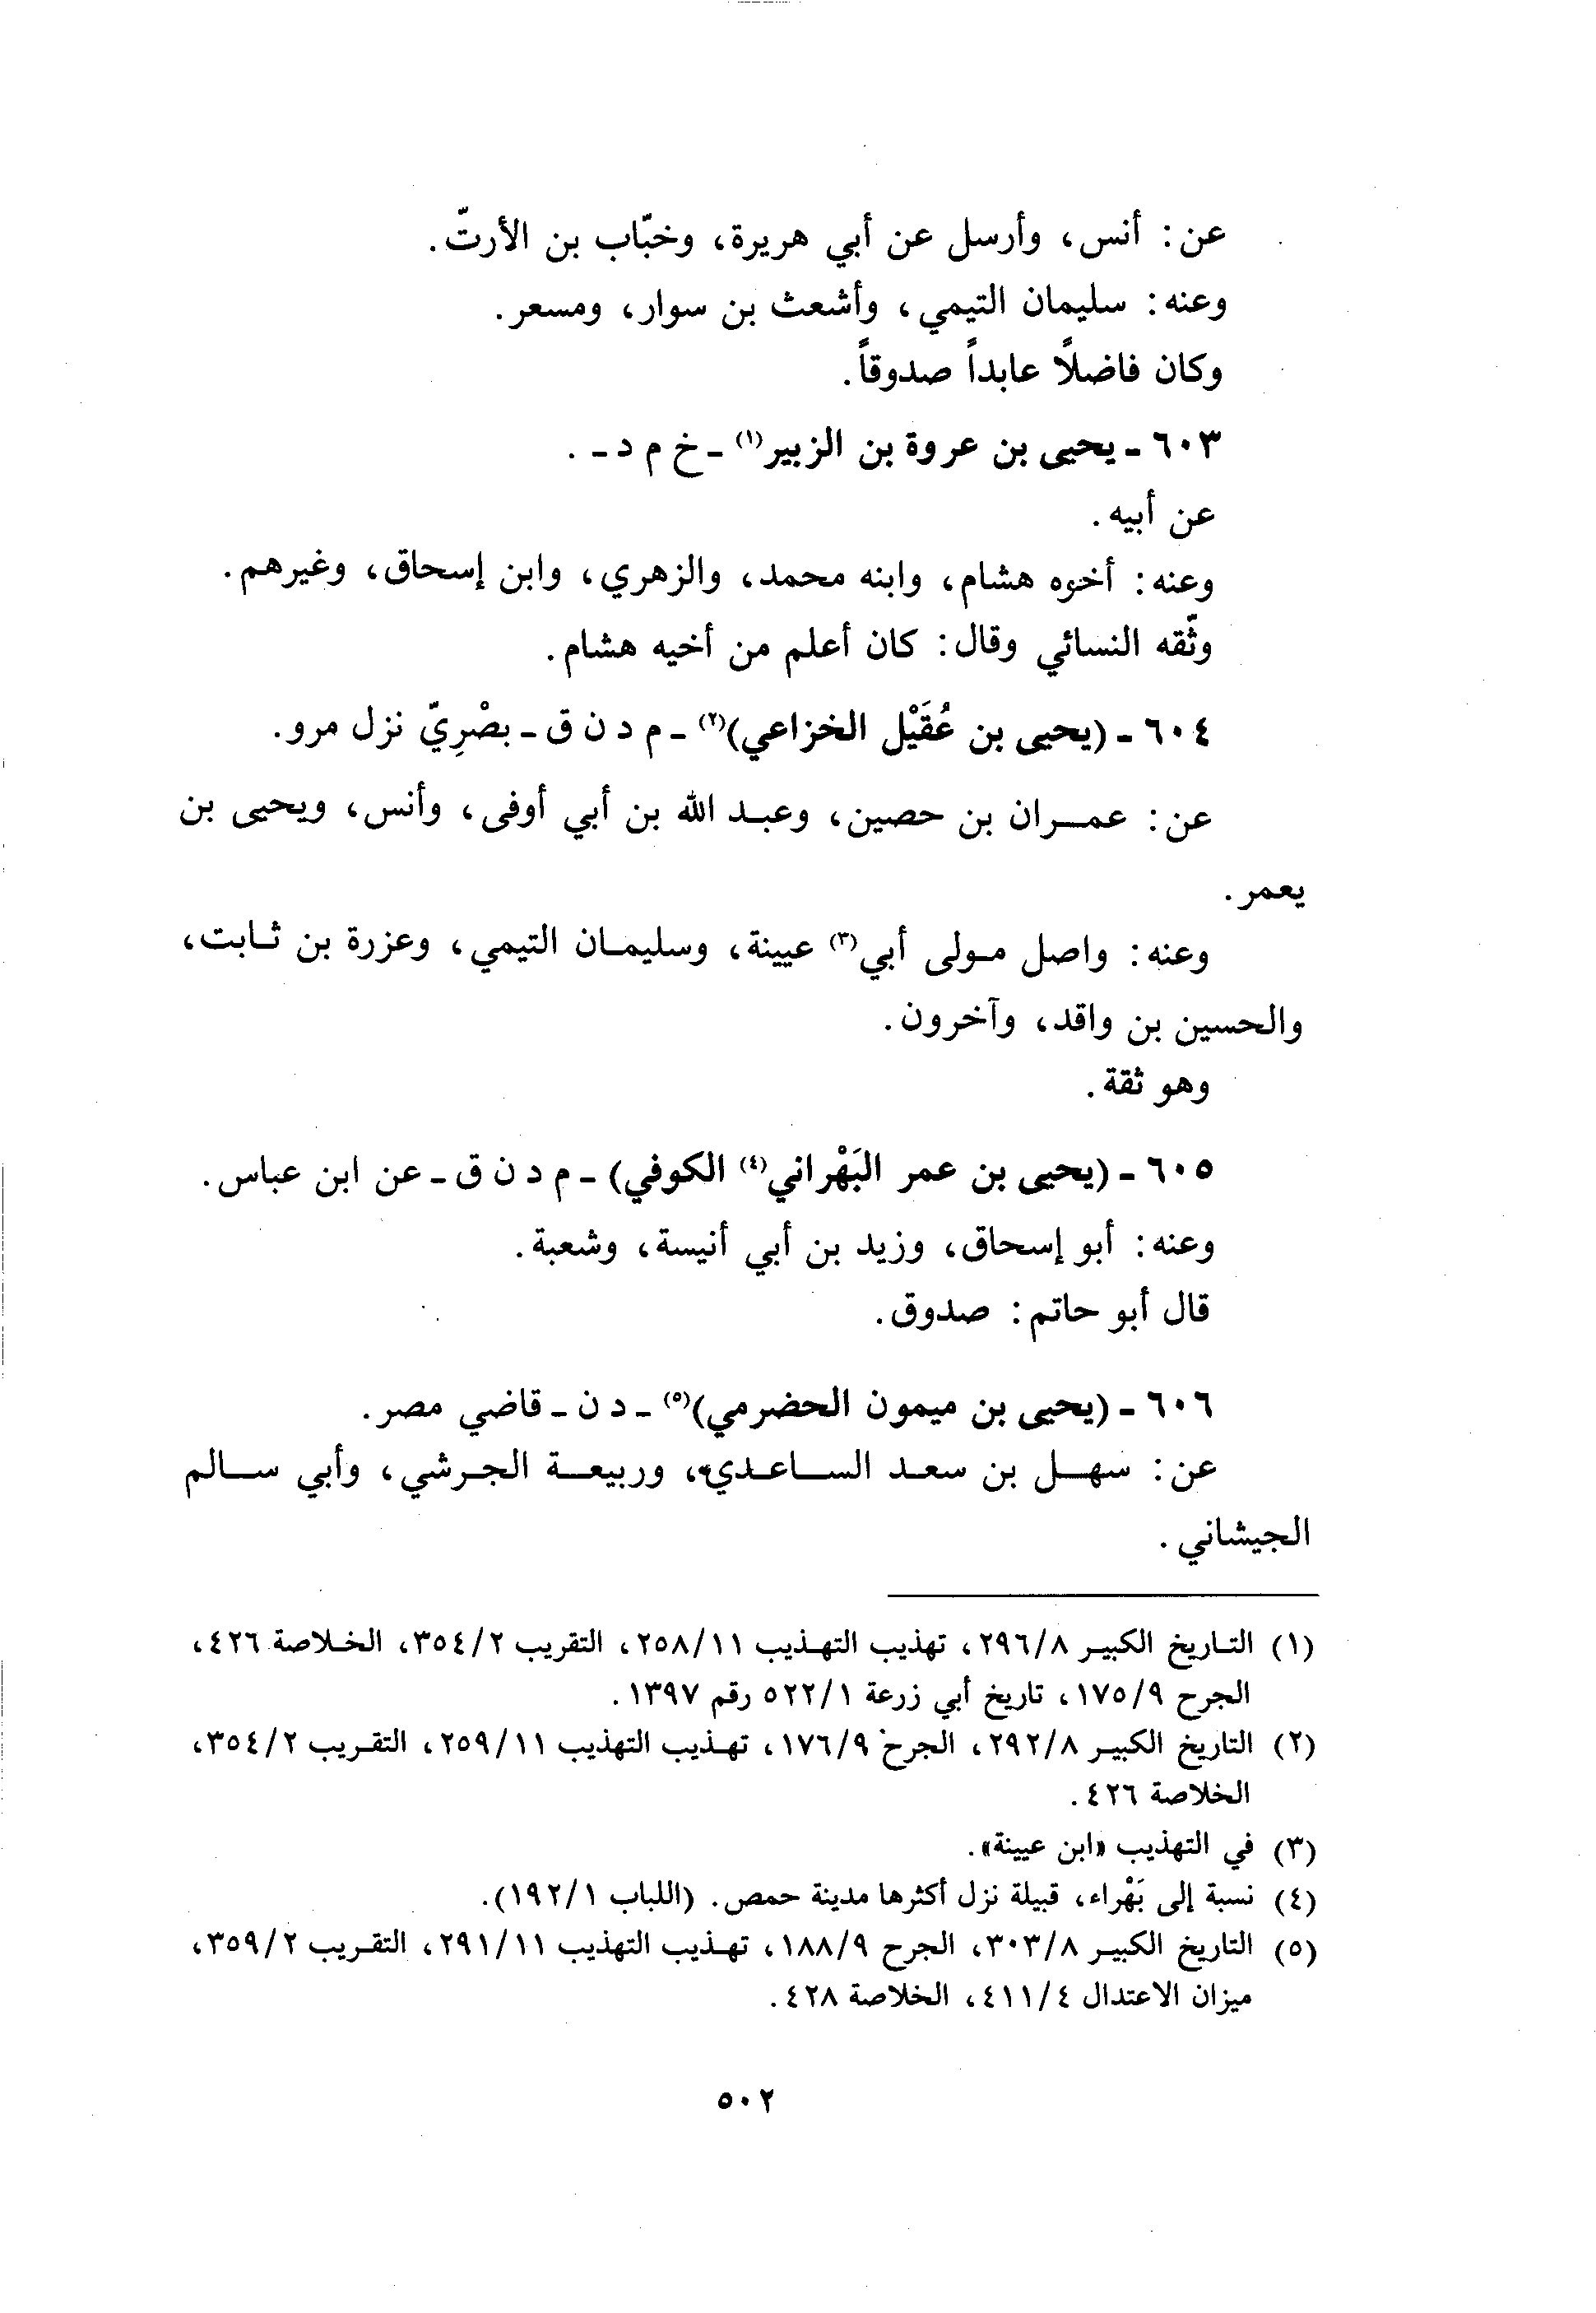 عن: أنس، وأرسل عن أبي هريرة، وخبّاب بن الأرتّ.
وعنه: سليمان التيمي، وأشعث بن سوار، ومسعر.
وكان فاضلاً عابداً صدوقاً.
٦٠٣ - يحيى بن عروة بن الزبير(١) - خ م د - .
عن أبيه.
وعنه: أخوه هشام، وابنه محمد، والزهري، وابن إسحاق، وغيرهم.
وثّقه النسائي وقال: كان أعلم من أخيه هشام.
٦٠٤ - (يحيى بن عُقَيْل الخزاعي)(٢) - م د ن ق - بصْرِيّ نزل مرو.
عن: عمران بن حصين، وعبد الله بن أبي أوفى، وأنس، ويحيى بن
يعمر.
وعنه: واصل مولى أبي(٣) عيينة، وسليمان التيمي، وعزرة بن ثابت،
والحسين بن واقد، وآخرون.
وهو ثقة.
٦٠٥ - (يحيى بن عمر البَهْراني(٤) الكوفي) - م د ن ق - عن ابن عباس.
وعنه: أبو إسحاق، وزيد بن أبي أنيسة، وشعبة.
قال أبو حاتم: صدوق.
٦٠٦ - (يحيى بن ميمون الحضرمي)(٥) - د ن - قاضي مصر.
عن: سهل بن سعد الساعدي، وربيعة الجرشي، وأبي سالم
الجيشاني.
(١) التاريخ الكبير ٢٩٦/٨، تهذيب التهذيب ٢٥٨/١١، التقريب ٣٥٤/٢، الخلاصة ٤٢٦،
الجرح ١٧٥/٩، تاريخ أبي زرعة ٥٢٢/١ رقم ١٣٩٧.
(٢) التاريخ الكبير ٢٩٢/٨، الجرح ١٧٦/٩، تهذيب التهذيب ٢٥٩/١١، التقريب ٣٥٤/٢،
الخلاصة ٤٢٦.
(٣) في التهذيب «ابن عيينة».
(٤) نسبة إلى بَهْراء، قبيلة نزل أكثرها مدينة حمص. (اللباب ١٩٢/١).
(٥) التاريخ الكبير ٣٠٣/٨، الجرح ١٨٨/٩، تهذيب التهذيب ٢٩١/١١، التقريب ٣٥٩/٢،
ميزان الاعتدال ٤١١/٤، الخلاصة ٤٢٨.
٥٠٢